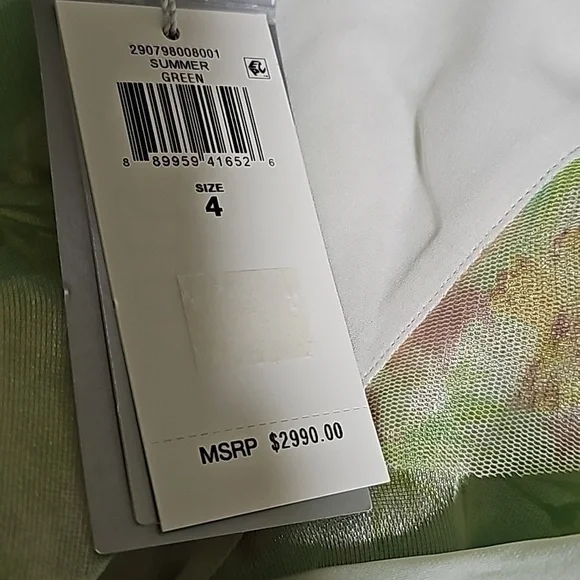 290798008001
SUMMER
GREEN
8 89959 41652 6
SIZE
4
MSRP $2990.00